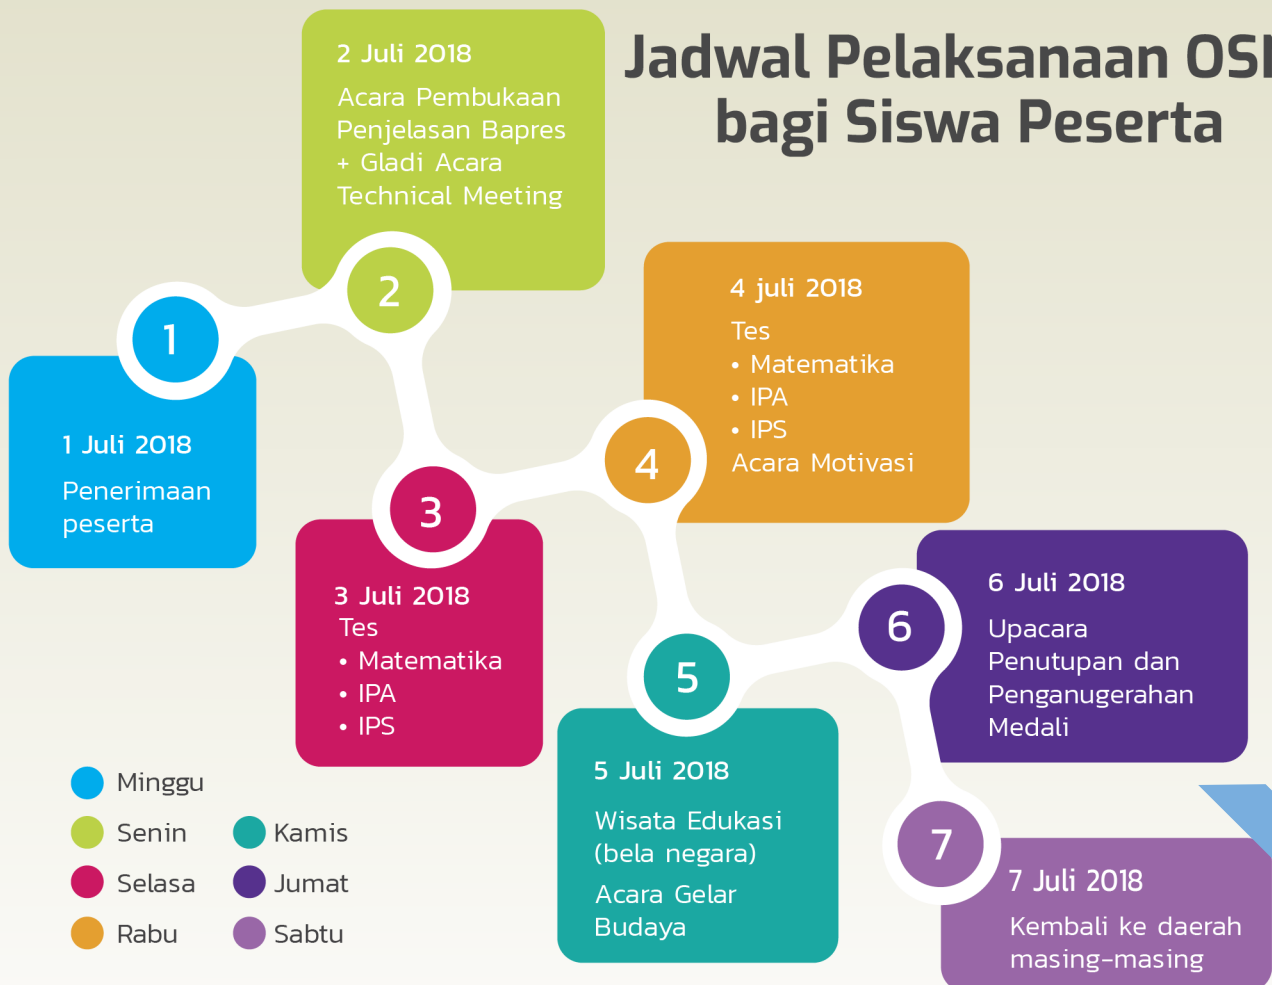 Jadwal Pelaksanaan
bagi Siswa Peserta
1
1 Juli 2018
Penerimaan
peserta
2 Juli 2018
Acara Pembukaan
Penjelasan Bapres
+ Gladi Acara
Technical Meeting
2
3
3 Juli 2018
Tes
• Matematika
• IPA
• IPS
4 juli 2018
Tes
• Matematika
• IPA
• IPS
Acara Motivasi
4
5
5 Juli 2018
Wisata Edukasi
(bela negara)
Acara Gelar
Budaya
6
6 Juli 2018
Upacara
Penutupan dan
Penganugerahan
Medali
7
7 Juli 2018
Kembali ke daerah
masing-masing
Minggu
Senin
Selasa
Rabu
Kamis
Jumat
Sabtu